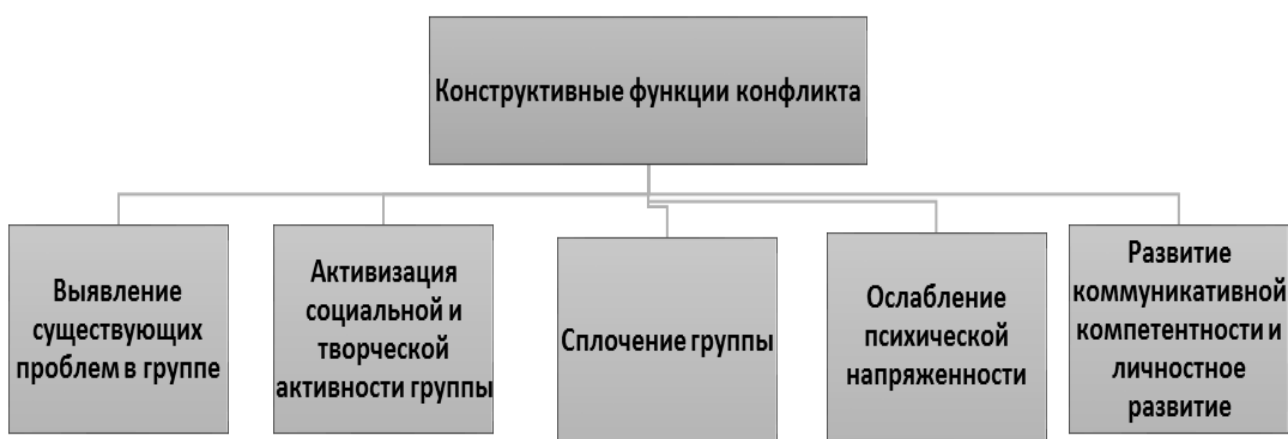 Конструктивные функции конфликта
Выявление
существующих
проблем в группе
Активизация
социальной и
творческой
активности группы
Сплочение группы
Ослабление
психической
напряженности
Развитие
коммуникативной
компетентности и
личностное
развитие